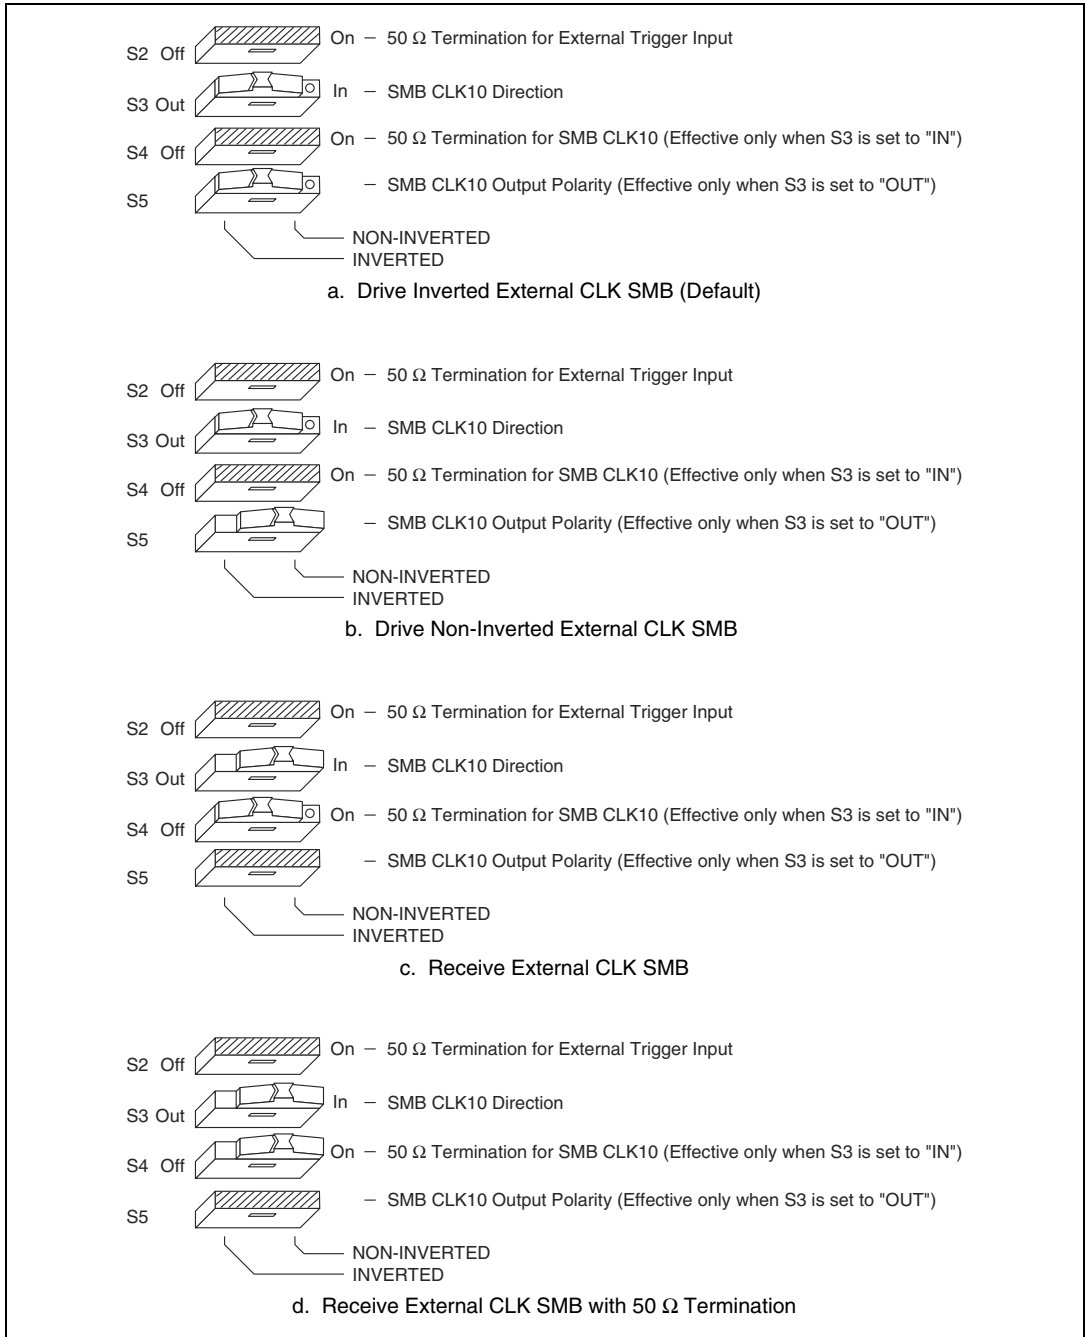 S2 Off On – 50 Ω Termination for External Trigger Input
S3 Out In – SMB CLK10 Direction
S4 Off On – 50 Ω Termination for SMB CLK10 (Effective only when S3 is set to "IN")
S5 – SMB CLK10 Output Polarity (Effective only when S3 is set to "OUT")
NON-INVERTED
INVERTED
a. Drive Inverted External CLK SMB (Default)
S2 Off On – 50 Ω Termination for External Trigger Input
S3 Out In – SMB CLK10 Direction
S4 Off On – 50 Ω Termination for SMB CLK10 (Effective only when S3 is set to "IN")
S5 – SMB CLK10 Output Polarity (Effective only when S3 is set to "OUT")
NON-INVERTED
INVERTED
b. Drive Non-Inverted External CLK SMB
S2 Off On – 50 Ω Termination for External Trigger Input
S3 Out In – SMB CLK10 Direction
S4 Off On – 50 Ω Termination for SMB CLK10 (Effective only when S3 is set to "IN")
S5 – SMB CLK10 Output Polarity (Effective only when S3 is set to "OUT")
NON-INVERTED
INVERTED
c. Receive External CLK SMB
S2 Off On – 50 Ω Termination for External Trigger Input
S3 Out In – SMB CLK10 Direction
S4 Off On – 50 Ω Termination for SMB CLK10 (Effective only when S3 is set to "IN")
S5 – SMB CLK10 Output Polarity (Effective only when S3 is set to "OUT")
NON-INVERTED
INVERTED
d. Receive External CLK SMB with 50 Ω Termination